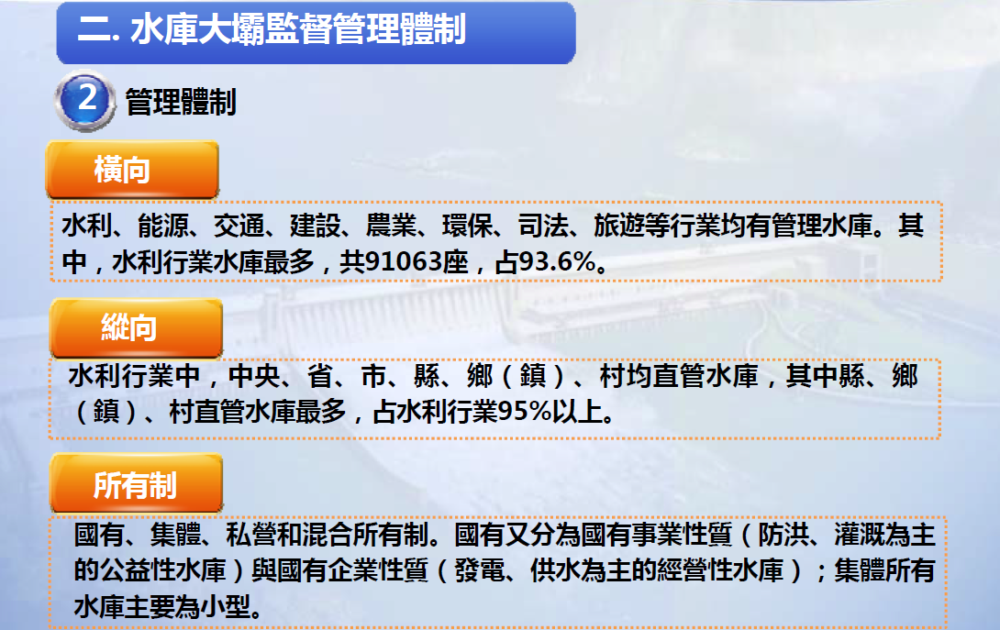 二. 水庫大壩監督管理體制
2 管理體制
橫向
水利、能源、交通、建設、農業、環保、司法、旅遊等行業均有管理水庫。其
中，水利行業水庫最多，共91063座，占93.6%。
縱向
水利行業中，中央、省、市、縣、鄉（鎮）、村均直管水庫，其中縣、鄉
（鎮）、村直管水庫最多，占水利行業95%以上。
所有制
國有、集體、私營和混合所有制。國有又分為國有事業性質（防洪、灌溉為主
的公益性水庫）與國有企業性質（發電、供水為主的經營性水庫）；集體所有
水庫主要為小型。